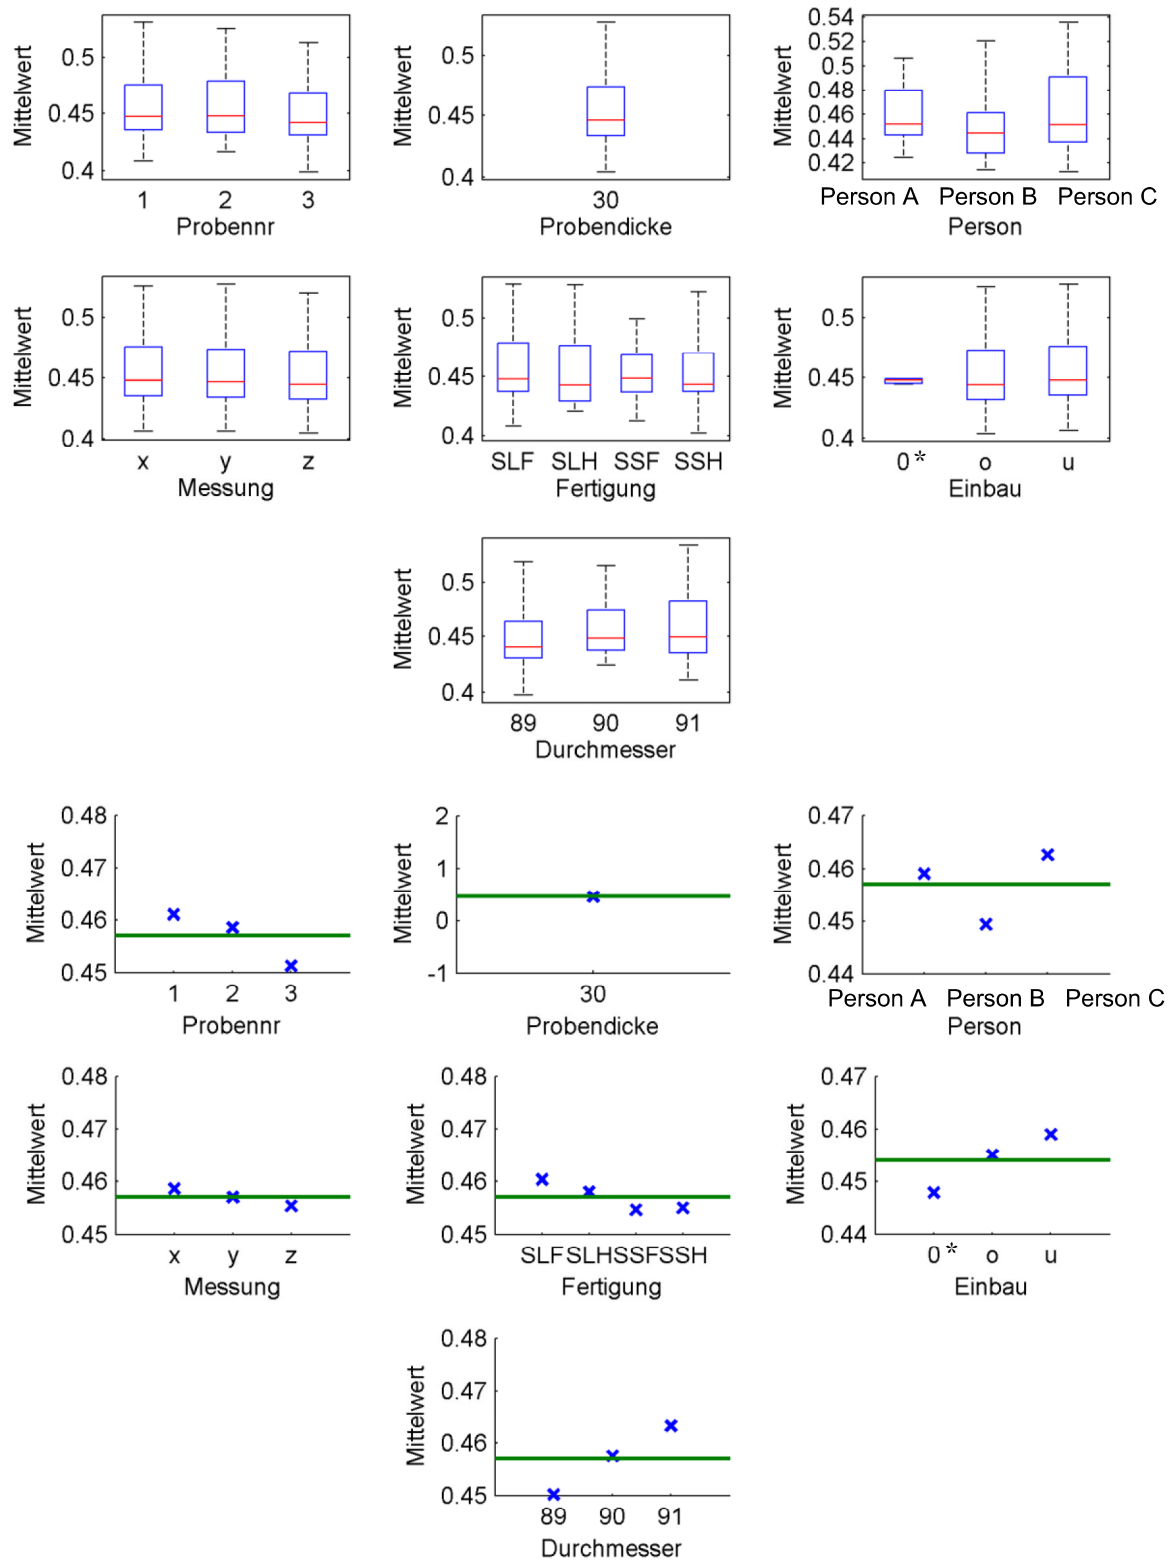 Mittelwert
0.5
0.45
0.4
1 2 3
Probennr
Mittelwert
0.5
0.45
0.4
30
Probendicke
Mittelwert
0.54
0.52
0.5
0.48
0.46
0.44
0.42
Person A Person B Person C
Person
Mittelwert
0.5
0.45
0.4
x y z
Messung
Mittelwert
0.5
0.45
0.4
SLF SLH SSF SSH
Fertigung
Mittelwert
0.5
0.45
0.4
0* o u
Einbau
Mittelwert
0.5
0.45
0.4
89 90 91
Durchmesser
Mittelwert
0.48
0.47
0.46
0.45
1 2 3
Probennr
Mittelwert
2
1
0
-1
30
Probendicke
Mittelwert
0.47
0.46
0.45
0.44
Person A Person B Person C
Person
Mittelwert
0.48
0.47
0.46
0.45
x y z
Messung
Mittelwert
0.48
0.47
0.46
0.45
SLF SLH SSF SSH
Fertigung
Mittelwert
0.47
0.46
0.45
0.44
0* o u
Einbau
Mittelwert
0.48
0.47
0.46
0.45
89 90 91
Durchmesser